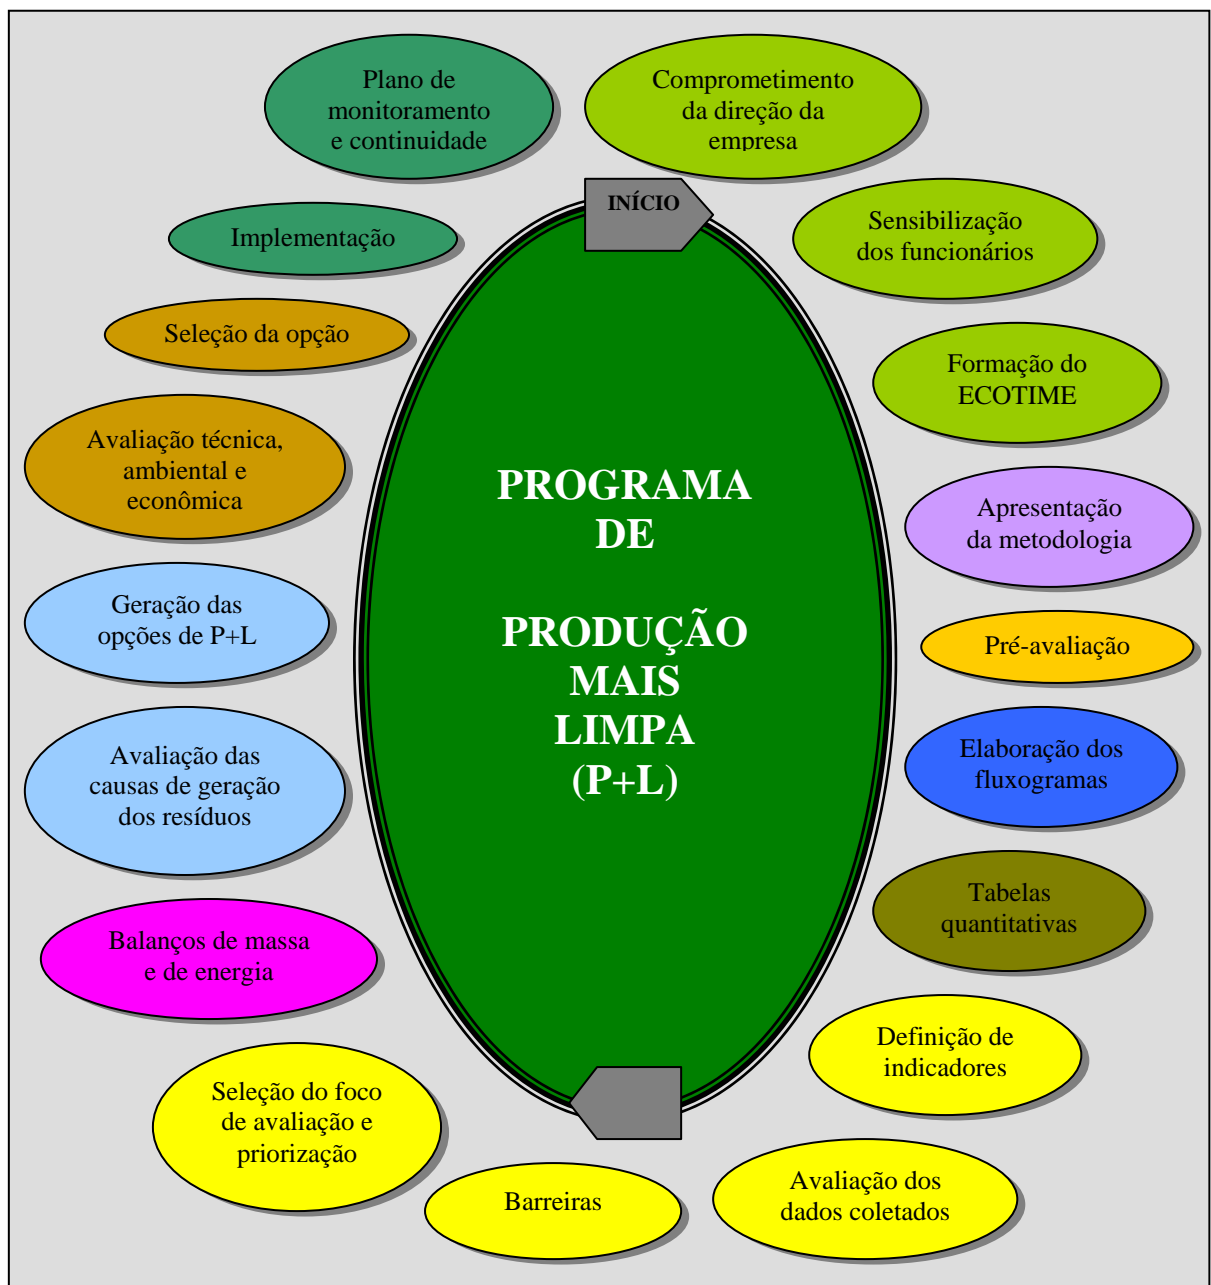 Plano de
monitoramento
e continuidade
Comprometimento
da direção da
empresa
INÍCIO
Sensibilização
dos funcionários
Implementação
Seleção da opção
Formação do
ECOTIME
Avaliação técnica,
ambiental e
econômica
PROGRAMA
DE
PRODUÇÃO
MAIS
LIMPA
(P+L)
Apresentação
da metodologia
Geração das
opções de P+L
Pré-avaliação
Avaliação das
causas de geração
dos resíduos
Elaboração dos
fluxogramas
Tabelas
quantitativas
Balanços de massa
e de energia
Definição de
indicadores
Seleção do foco
de avaliação e
priorização
Barreiras
Avaliação dos
dados coletados